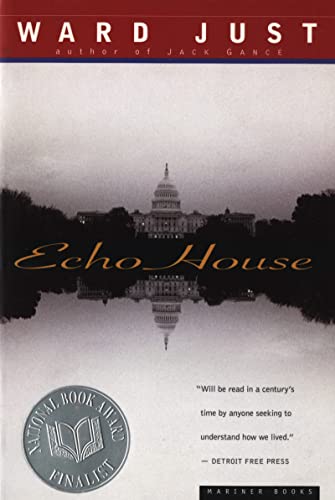 WARD JUST
author of JACK GANCE
Echo House
"Will be read in a century's
time by anyone seeking to
understand how we lived."
— DETROIT FREE PRESS
NATIONAL BOOK AWARD
FINALIST
MARINER BOOKS